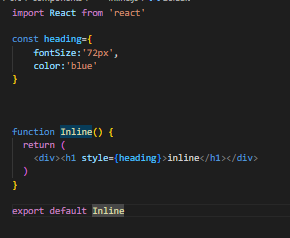 import React from 'react'
const heading={
fontSize:'72px',
color:'blue'
}
function Inline() {
return (
<div><h1 style={heading}>inline</h1></div>
)
}
export default Inline